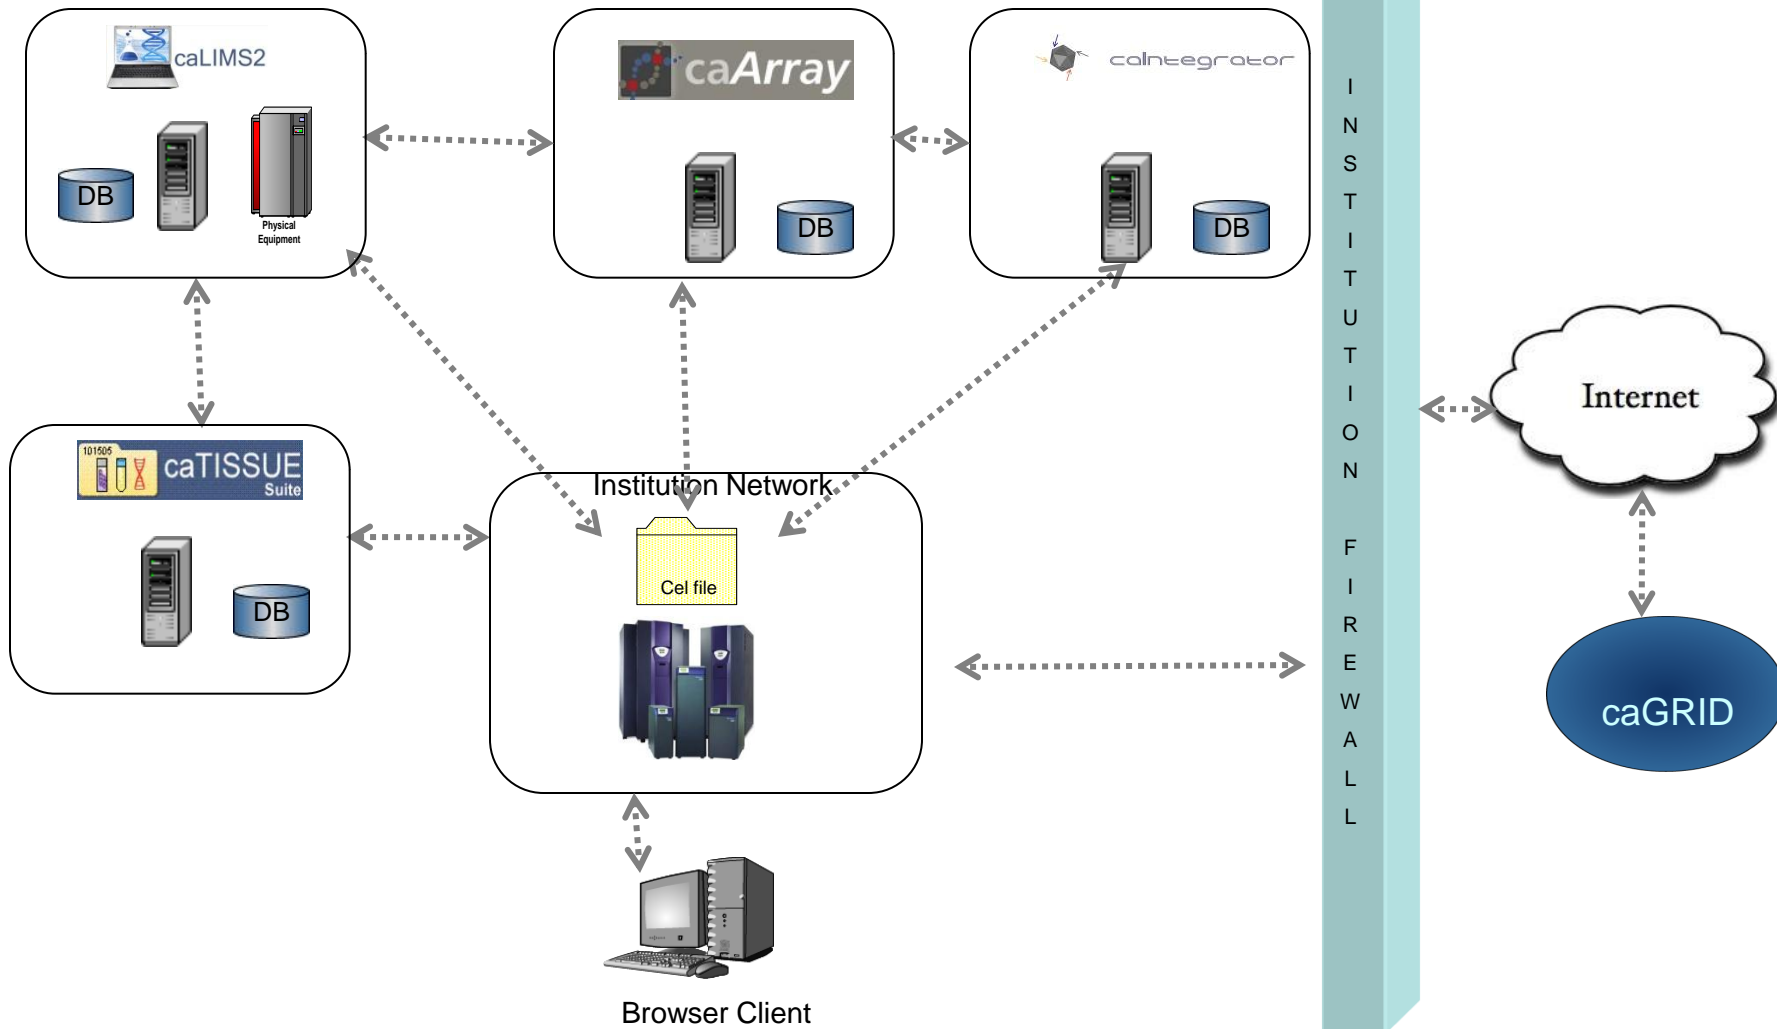 caLIMS2
DB
Physical
Equipment
caArray
DB
caIntegrator
DB
101505
caTISSUE
Suite
DB
Institution Network
Cel file
Browser Client
I
N
S
T
I
T
U
T
I
O
N
F
I
R
E
W
A
L
L
Internet
caGRID